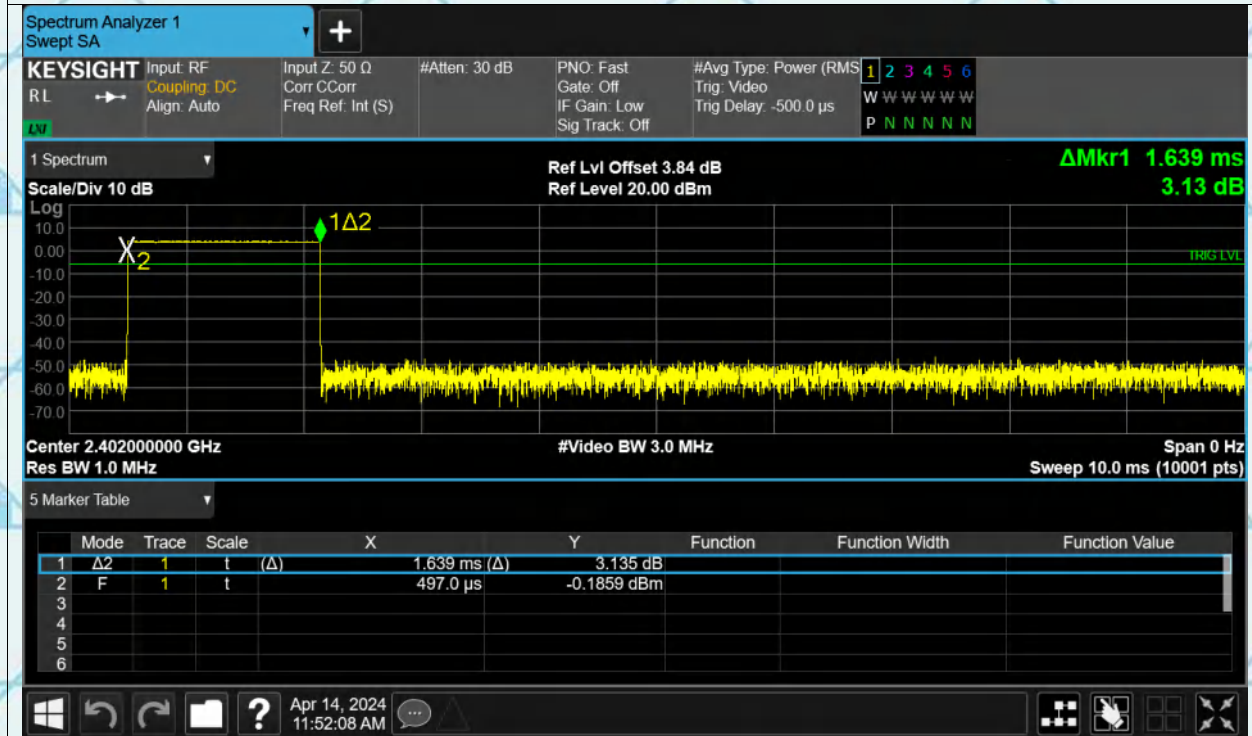 Spectrum Analyzer 1
Swept SA
+
KEYSIGHT Input: RF Input Z: 50 Ω #Atten: 30 dB PNO: Fast #Avg Type: Power (RMS 1 2 3 4 5 6
RL Coupling: DC Corr CCorr Gate: Off Trig: Video W W W W W W
Align: Auto Freq Ref: Int (S) IF Gain: Low Trig Delay: -500.0 µs P N N N N N
LXI Sig Track: Off
1 Spectrum
Ref Lvl Offset 3.84 dB ΔMkr1 1.639 ms
Scale/Div 10 dB Ref Level 20.00 dBm 3.13 dB
Log
10.0
0.00
-10.0
-20.0
-30.0
-40.0
-50.0
-60.0
-70.0
1Δ2
X2
TRIG LVL
Center 2.402000000 GHz #Video BW 3.0 MHz Span 0 Hz
Res BW 1.0 MHz Sweep 10.0 ms (10001 pts)
5 Marker Table
Mode Trace Scale X Y Function Function Width Function Value
1 Δ2 1 t (Δ) 1.639 ms (Δ) 3.135 dB
2 F 1 t 497.0 µs -0.1859 dBm
3
4
5
6
? Apr 14, 2024
11:52:08 AM